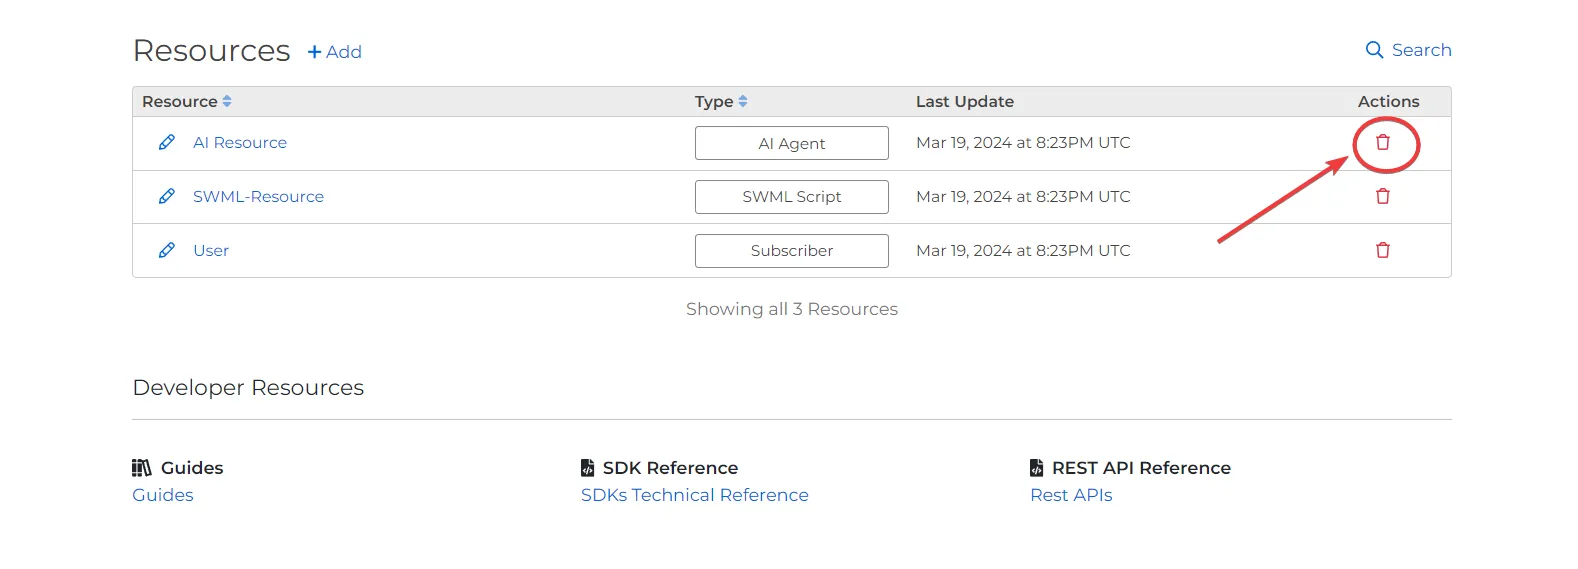 Resources + Add Search
Resource Type Last Update Actions
AI Resource AI Agent Mar 19, 2024 at 8:23PM UTC
SWML-Resource SWML Script Mar 19, 2024 at 8:23PM UTC
User Subscriber Mar 19, 2024 at 8:23PM UTC
Showing all 3 Resources
Developer Resources
Guides SDK Reference REST API Reference
Guides SDKs Technical Reference Rest APIs